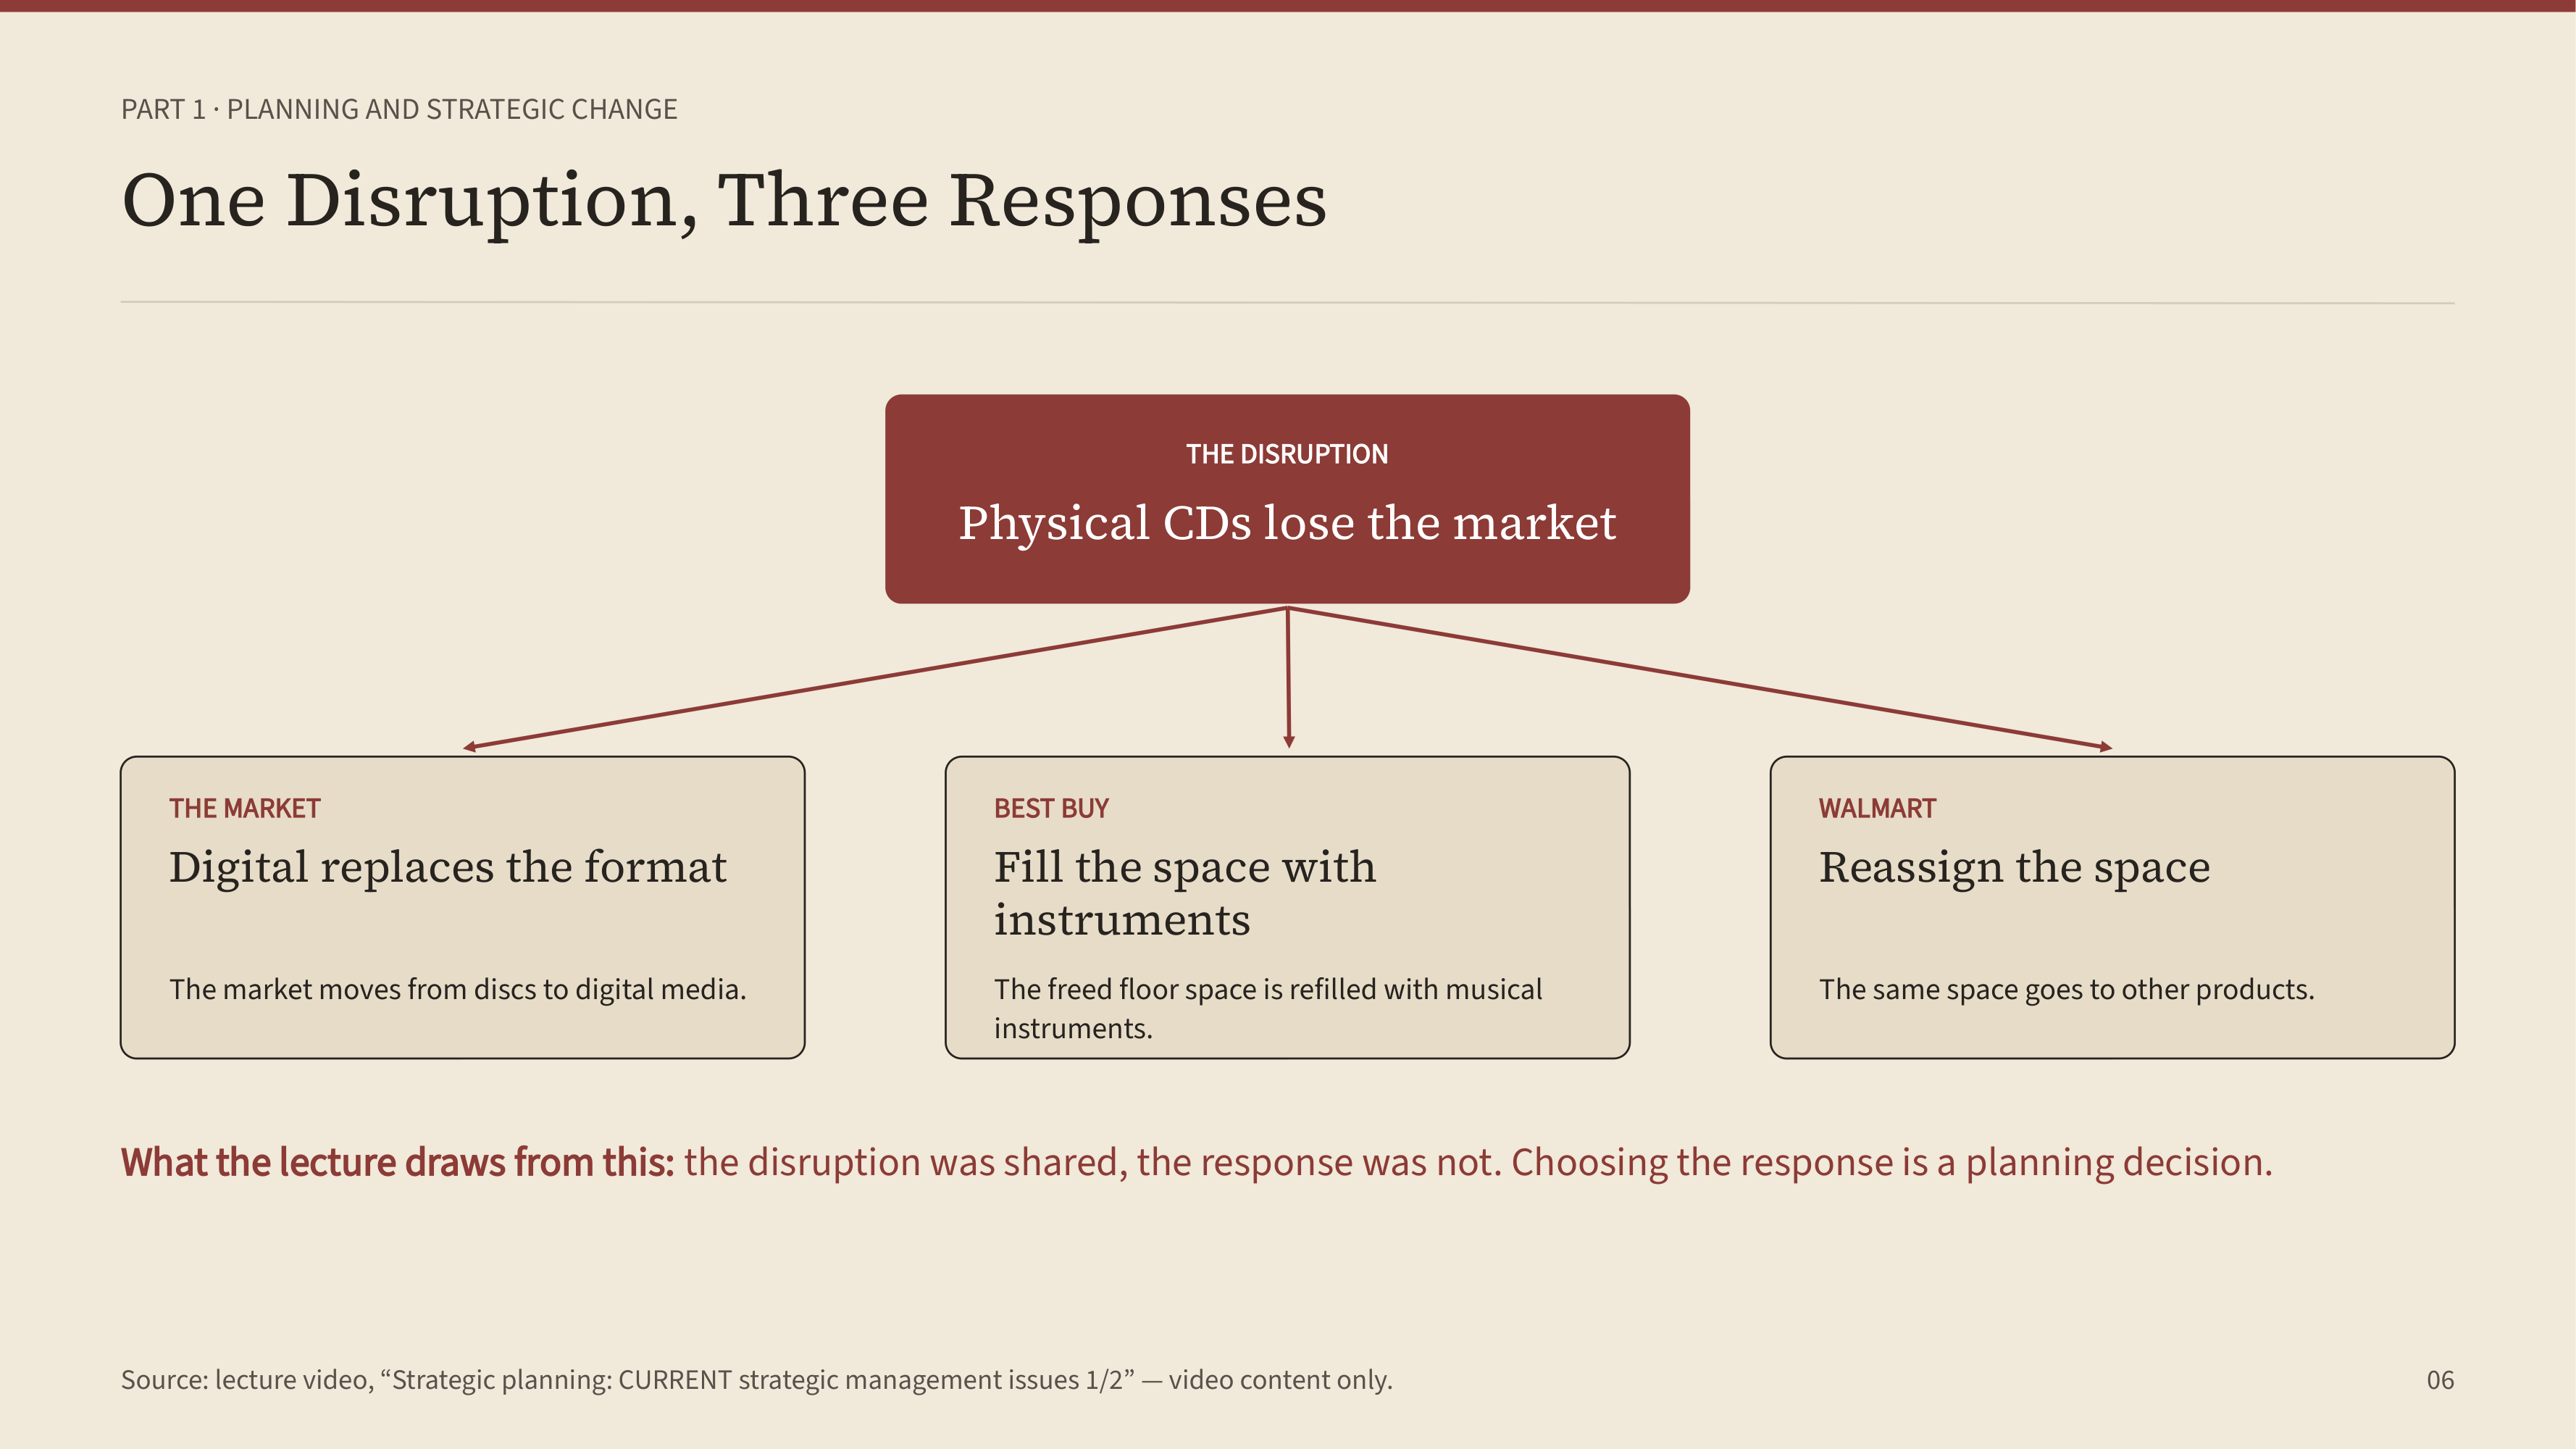 PART 1 · PLANNING AND STRATEGIC CHANGE
One Disruption, Three Responses
THE DISRUPTION
Physical CDs lose the market
THE MARKET
Digital replaces the format
The market moves from discs to digital media.
BEST BUY
Fill the space with
instruments
The freed floor space is refilled with musical
instruments.
WALMART
Reassign the space
The same space goes to other products.
What the lecture draws from this: the disruption was shared, the response was not. Choosing the response is a planning decision.
Source: lecture video, “Strategic planning: CURRENT strategic management issues 1/2” — video content only.
06